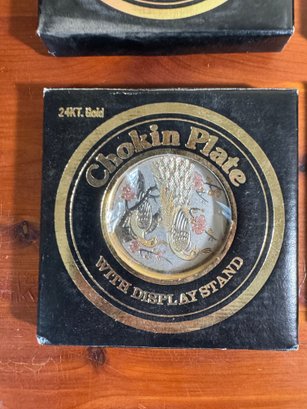 24KT. Gold
Chokin Plate
WITH DISPLAY STAND